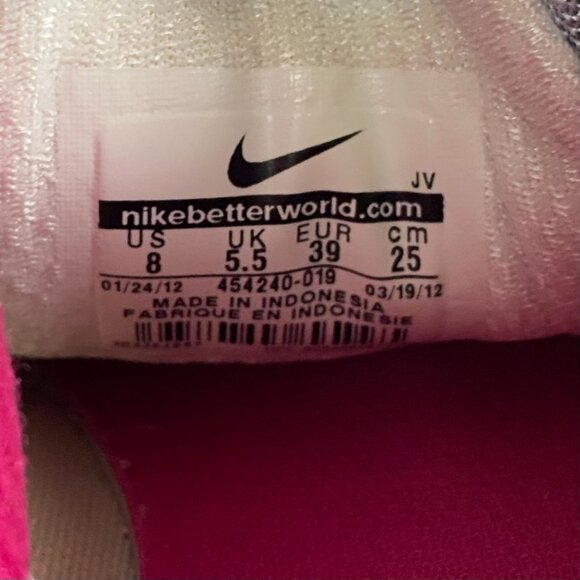 JV
nikebetterworld.com
US UK EUR cm
8 5.5 39 25
01/24/12 454240-019 03/19/12
MADE IN INDONESIA
FABRIQUE EN INDONESIE